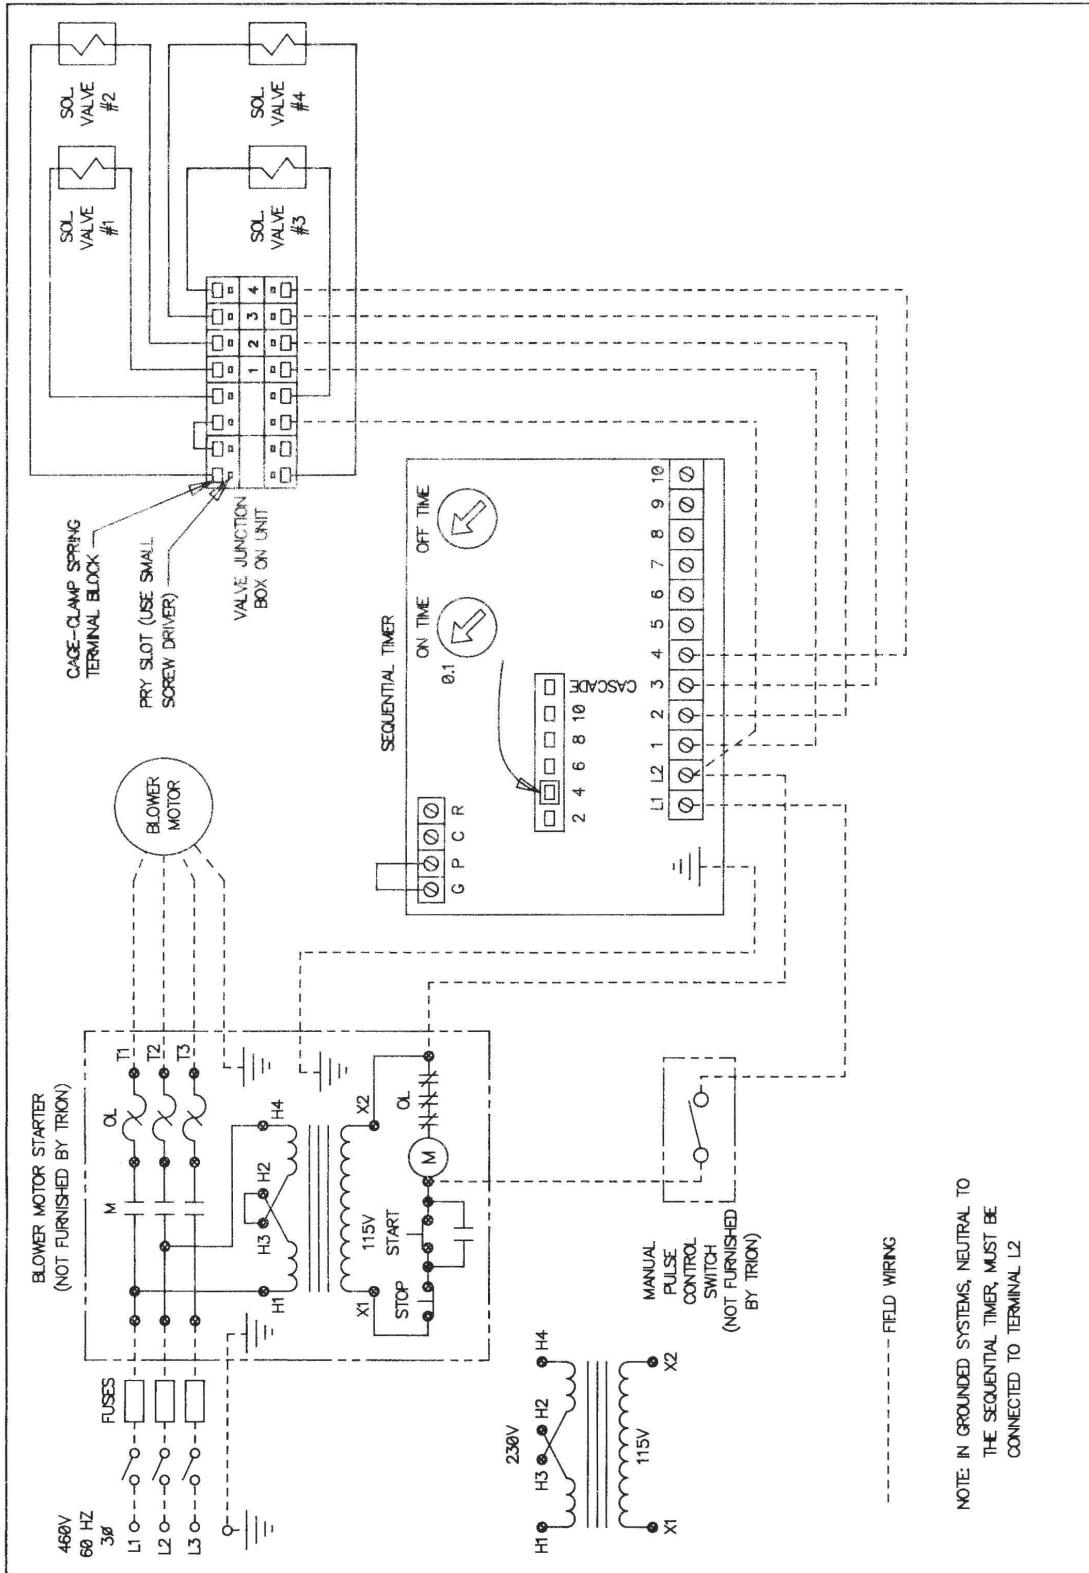 460V
60 HZ
3Ø
L1
L2
L3
FUSES
BLOWER MOTOR STARTER
(NOT FURNISHED BY TRION)
M
OL
T1
T2
T3
H1
H3
H2
H4
115V
X1
X2
STOP
START
M
OL
BLOWER
MOTOR
CAGE-CLAMP SPRING
TERMINAL BLOCK
PRY SLOT (USE SMALL
SCREW DRIVER)
VALVE JUNCTION
BOX ON UNIT
1
2
3
4
SOL.
VALVE
#1
SOL.
VALVE
#2
SOL.
VALVE
#3
SOL.
VALVE
#4
SEQUENTIAL TIMER
G
P
C
R
0.1
ON TIME
OFF TIME
2
4
6
8
10
CASCADE
L1
L2
1
2
3
4
5
6
7
8
9
10
230V
H1
H3
H2
H4
115V
X1
X2
MANUAL
PULSE
CONTROL
SWITCH
(NOT FURNISHED
BY TRION)
FIELD WIRING
NOTE: IN GROUNDED SYSTEMS, NEUTRAL TO
THE SEQUENTIAL TIMER, MUST BE
CONNECTED TO TERMINAL L2